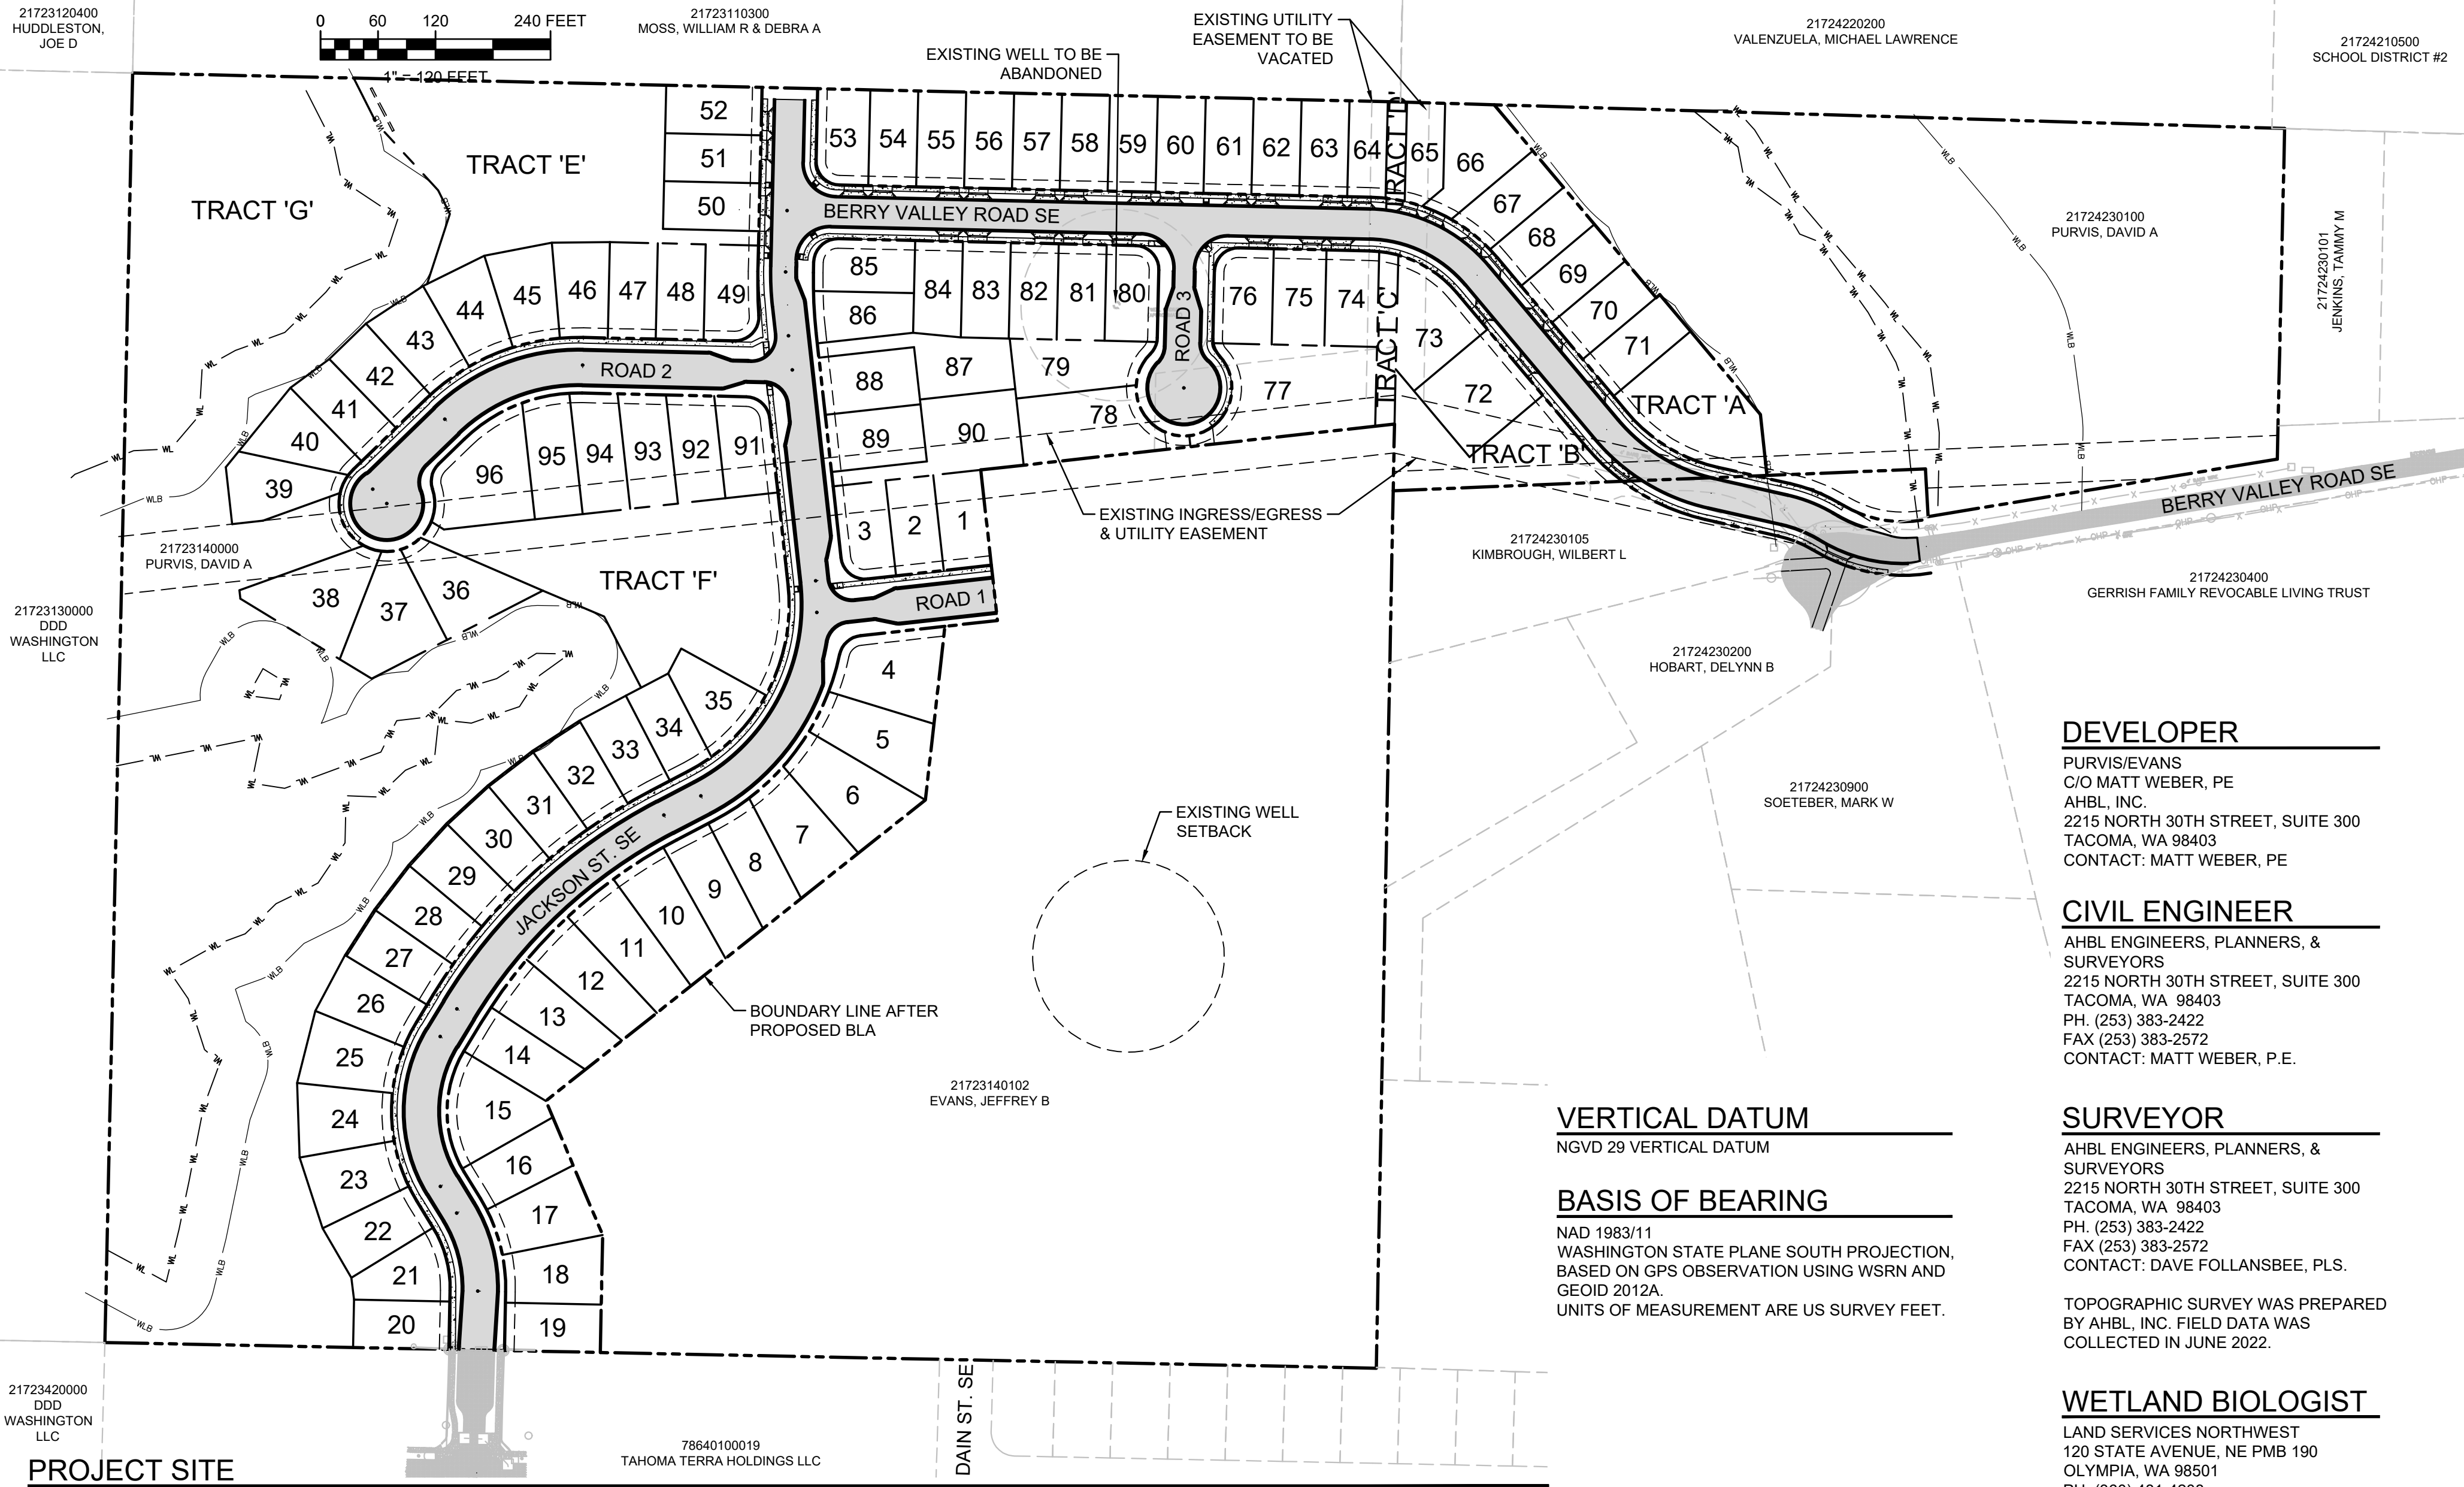 21723120400
HUDDLESTON,
JOE D
0 60 120 240 FEET
1" = 120 FEET
21723110300
MOSS, WILLIAM R & DEBRA A
EXISTING WELL TO BE
ABANDONED
EXISTING UTILITY
EASEMENT TO BE
VACATED
21724220200
VALENZUELA, MICHAEL LAWRENCE
21724210500
SCHOOL DISTRICT #2
TRACT 'G'
TRACT 'E'
52
51
50
53 54 55 56 57 58 59 60 61 62 63 64
TRACT 'D'
65
66
67
68
69
70
71
BERRY VALLEY ROAD SE
21724230100
PURVIS, DAVID A
21724230101
JENKINS, TAMMY M
39
40
41
42
43
44
45
46
47
48
49
85
86
84
83
82
81
80
ROAD 3
76
75
74
TRACT 'C'
73
72
TRACT 'A'
TRACT 'B'
ROAD 2
88
87
79
78
77
89
90
96
95
94
93
92
91
3
2
1
EXISTING INGRESS/EGRESS
& UTILITY EASEMENT
BERRY VALLEY ROAD SE
21723140000
PURVIS, DAVID A
TRACT 'F'
38
37
36
ROAD 1
21724230105
KIMBROUGH, WILBERT L
21724230400
GERRISH FAMILY REVOCABLE LIVING TRUST
21723130000
DDD
WASHINGTON
LLC
21724230200
HOBART, DELYNN B
4
5
6
7
8
9
10
11
12
13
14
15
16
17
18
19
35
34
33
32
31
30
29
28
27
26
25
24
23
22
21
20
JACKSON ST. SE
21724230900
SOETEBER, MARK W
EXISTING WELL
SETBACK
BOUNDARY LINE AFTER
PROPOSED BLA
21723140102
EVANS, JEFFREY B
WL
WLB
OHP
X
DEVELOPER
PURVIS/EVANS
C/O MATT WEBER, PE
AHBL, INC.
2215 NORTH 30TH STREET, SUITE 300
TACOMA, WA 98403
CONTACT: MATT WEBER, PE
CIVIL ENGINEER
AHBL ENGINEERS, PLANNERS, &
SURVEYORS
2215 NORTH 30TH STREET, SUITE 300
TACOMA, WA 98403
PH. (253) 383-2422
FAX (253) 383-2572
CONTACT: MATT WEBER, P.E.
VERTICAL DATUM
NGVD 29 VERTICAL DATUM
BASIS OF BEARING
NAD 1983/11
WASHINGTON STATE PLANE SOUTH PROJECTION,
BASED ON GPS OBSERVATION USING WSRN AND
GEOID 2012A.
UNITS OF MEASUREMENT ARE US SURVEY FEET.
SURVEYOR
AHBL ENGINEERS, PLANNERS, &
SURVEYORS
2215 NORTH 30TH STREET, SUITE 300
TACOMA, WA 98403
PH. (253) 383-2422
FAX (253) 383-2572
CONTACT: DAVE FOLLANSBEE, PLS.
TOPOGRAPHIC SURVEY WAS PREPARED
BY AHBL, INC. FIELD DATA WAS
COLLECTED IN JUNE 2022.
WETLAND BIOLOGIST
LAND SERVICES NORTHWEST
120 STATE AVENUE, NE PMB 190
OLYMPIA, WA 98501
21723420000
DDD
WASHINGTON
LLC
78640100019
TAHOMA TERRA HOLDINGS LLC
DAIN ST. SE
PROJECT SITE